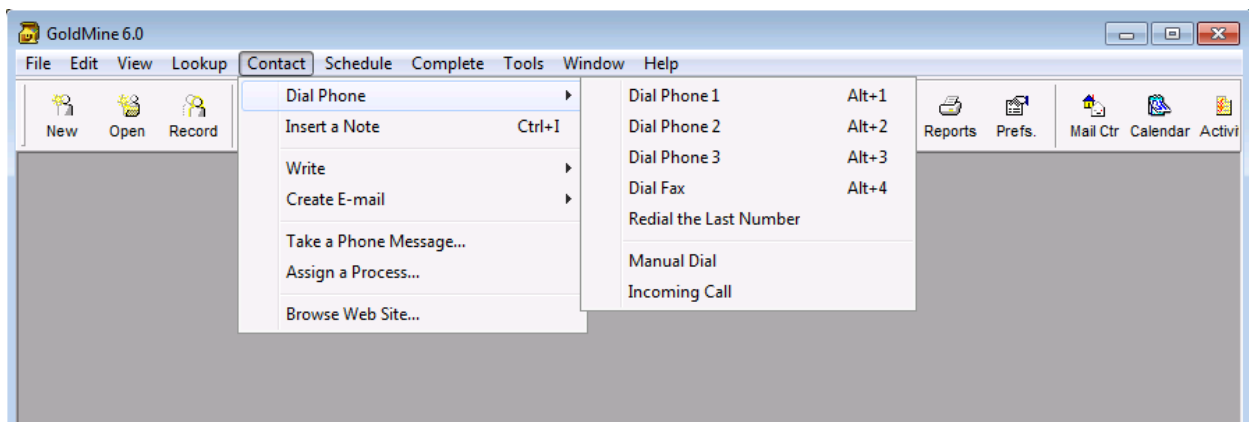 GoldMine 6.0
File Edit View Lookup Contact Schedule Complete Tools Window Help
New Open Record Reports Prefs. Mail Ctr Calendar Activi
Dial Phone
Insert a Note Ctrl+I
Write
Create E-mail
Take a Phone Message...
Assign a Process...
Browse Web Site...
Dial Phone 1 Alt+1
Dial Phone 2 Alt+2
Dial Phone 3 Alt+3
Dial Fax Alt+4
Redial the Last Number
Manual Dial
Incoming Call